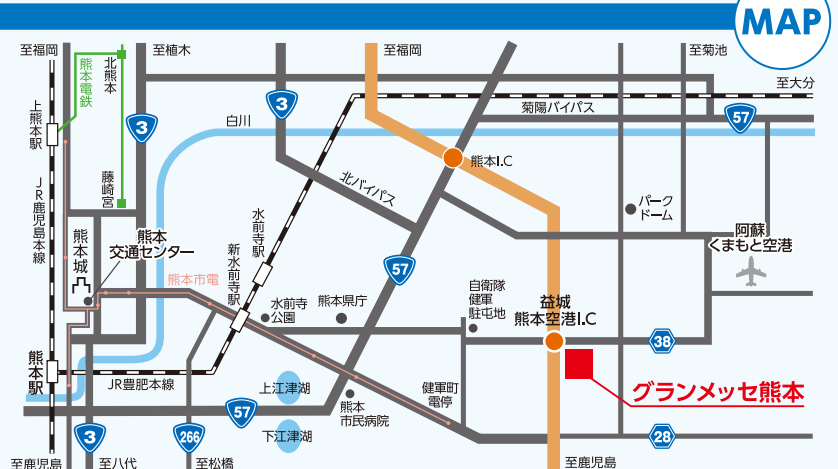 MAP
至福岡
至植木
至福岡
至菊池
至大分
熊本電鉄
北熊本
上熊本駅
3
3
白川
菊陽バイパス
57
熊本I.C
JR鹿児島本線
藤崎宮
北バイパス
パーク
ドーム
熊本城
熊本
交通センター
水前寺駅
新水前寺駅
阿蘇
くまもと空港
57
熊本市電
水前寺
公園
熊本県庁
自衛隊
健軍
駐屯地
益城
熊本空港I.C
38
熊本駅
JR豊肥本線
上江津湖
下江津湖
57
熊本
市民病院
健軍町
電停
グランメッセ熊本
3
266
28
至鹿児島
至八代
至松橋
至鹿児島